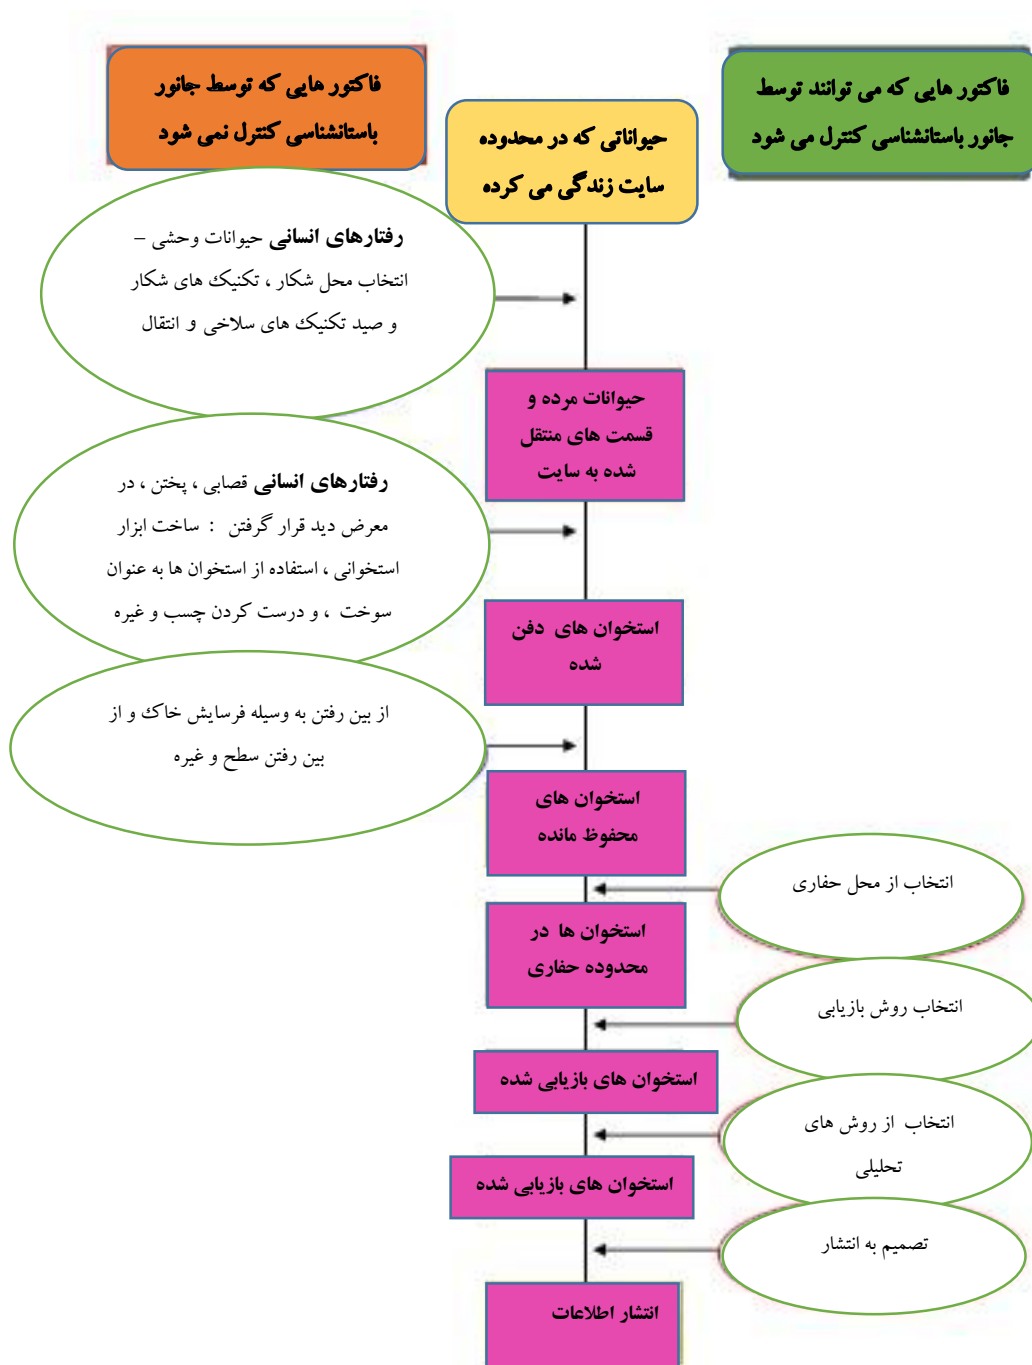 فاکتور هایی که می توانند توسط
جانور باستانشناسی کنترل می شود
حیواناتی که در محدوده
سایت زندگی می کرده
فاکتور هایی که توسط جانور
باستانشناسی کنترل نمی شود
رفتارهای انسانی حیوانات وحشی –
انتخاب محل شکار ، تکنیک های شکار
و صید تکنیک های سلاخی و انتقال
حیوانات مرده و
قسمت های منتقل
شده به سایت
رفتارهای انسانی قصابی ، پختن ، در
معرض دید قرار گرفتن : ساخت ابزار
استخوانی ، استفاده از استخوان ها به عنوان
سوخت ، و درست کردن چسب و غیره
استخوان های دفن
شده
از بین رفتن به وسیله فرسایش خاک و از
بین رفتن سطح و غیره
استخوان های
محفوظ مانده
انتخاب از محل حفاری
استخوان ها در
محدوده حفاری
انتخاب روش بازیابی
استخوان های بازیابی شده
انتخاب از روش های
تحلیلی
استخوان های بازیابی شده
تصمیم به انتشار
انتشار اطلاعات